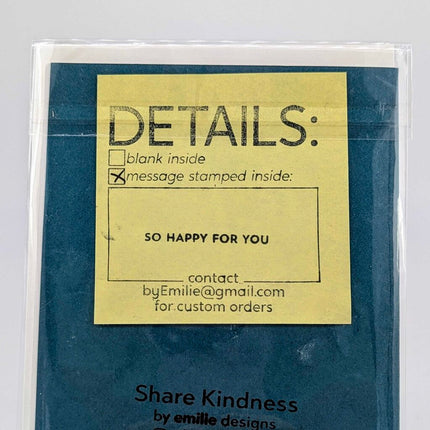 DETAILS:
blank inside
message stamped inside:
SO HAPPY FOR YOU
contact
byEmilie@gmail.com
for custom orders
Share Kindness
by emilie designs